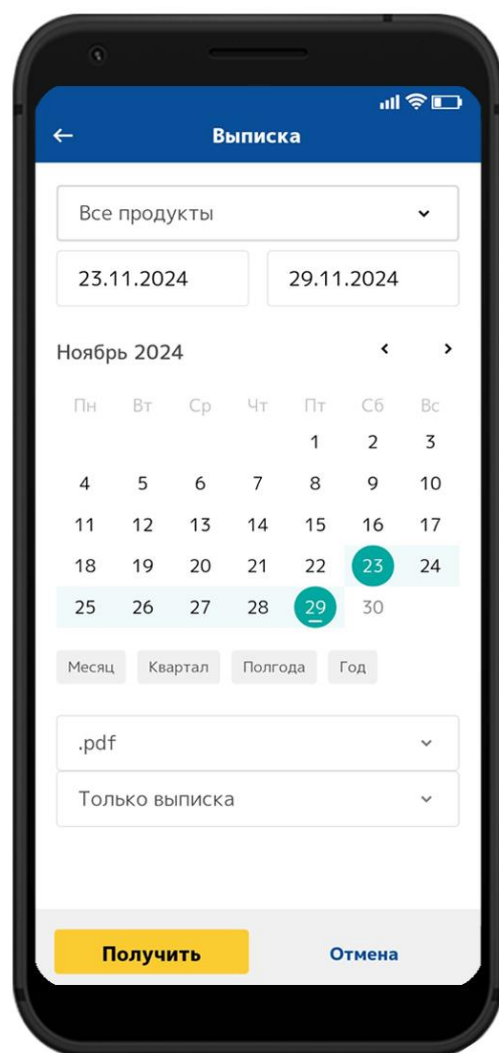 Выписка
Все продукты
23.11.2024 29.11.2024
Ноябрь 2024
Пн Вт Ср Чт Пт Сб Вс
1 2 3
4 5 6 7 8 9 10
11 12 13 14 15 16 17
18 19 20 21 22 23 24
25 26 27 28 29 30
Месяц Квартал Полгода Год
.pdf
Только выписка
Получить Отмена